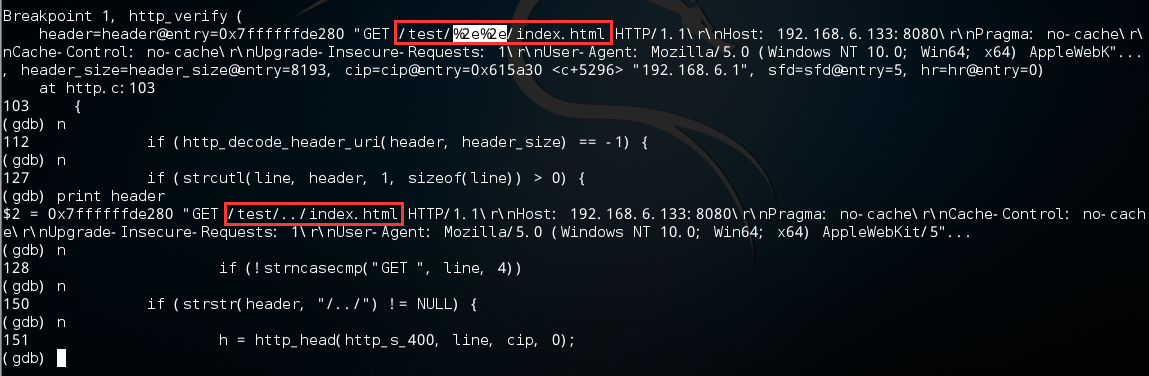 Breakpoint 1, http_verify (
    header=header@entry=0x7fffffffde280 "GET /test/%2e%2e/index.html HTTP/1.1\r\nHost: 192.168.6.133:8080\r\nPragma: no-cache\r\
nCache-Control: no-cache\r\nUpgrade-Insecure-Requests: 1\r\nUser-Agent: Mozilla/5.0 (Windows NT 10.0; Win64; x64) AppleWebK"...
, header_size=header_size@entry=8193, cip=cip@entry=0x615a30 <c+5296> "192.168.6.1", sfd=sfd@entry=5, hr=hr@entry=0)
    at http.c:103
103     {
(gdb) n
112             if (http_decode_header_uri(header, header_size) == -1) {
(gdb) n
127             if (strcutl(line, header, 1, sizeof(line)) > 0) {
(gdb) print header
$2 = 0x7fffffffde280 "GET /test/../index.html HTTP/1.1\r\nHost: 192.168.6.133:8080\r\nPragma: no-cache\r\nCache-Control: no-cach
e\r\nUpgrade-Insecure-Requests: 1\r\nUser-Agent: Mozilla/5.0 (Windows NT 10.0; Win64; x64) AppleWebKit/5"...
(gdb) n
128                     if (!strncasecmp("GET ", line, 4))
(gdb) n
150             if (strstr(header, "/../") != NULL) {
(gdb) n
151                     h = http_head(http_s_400, line, cip, 0);
(gdb)